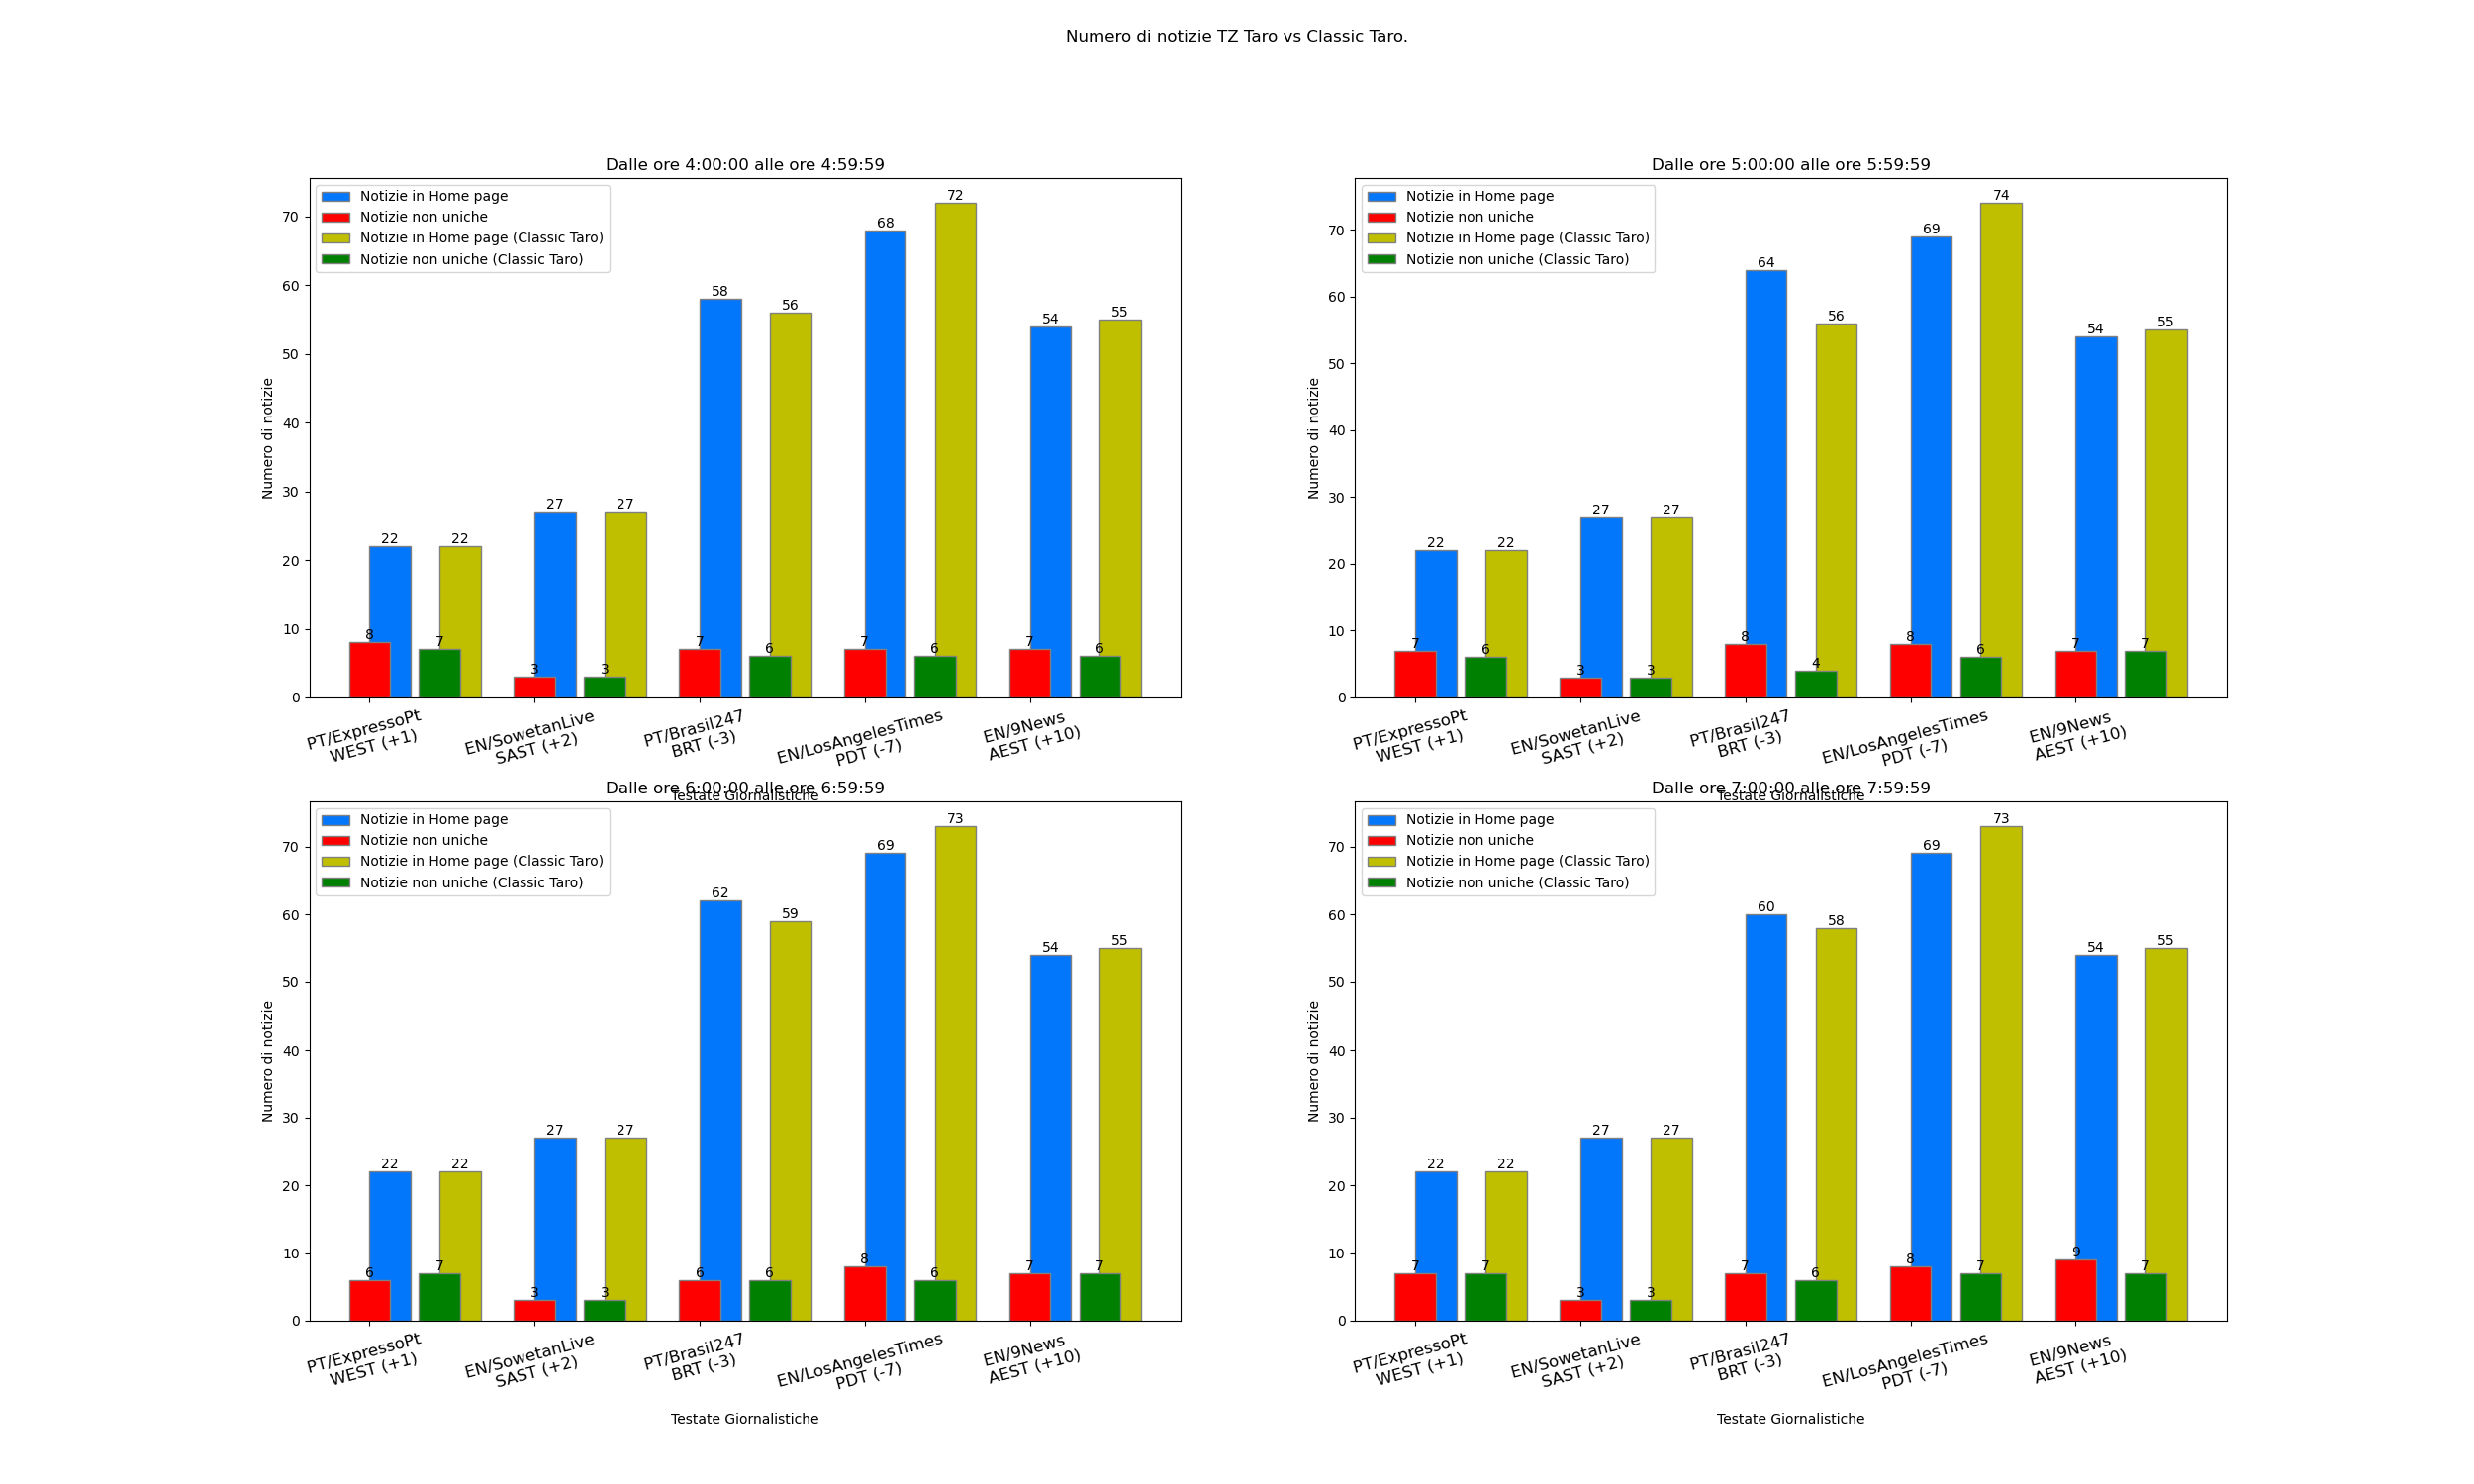 Numero di notizie TZ Taro vs Classic Taro.
Dalle ore 4:00:00 alle ore 4:59:59
Notizie in Home page
Notizie non uniche
Notizie in Home page (Classic Taro)
Notizie non uniche (Classic Taro)
Numero di notizie
70
60
50
40
30
20
10
0
8 22 7 22
3 27 3 27
7 58 6 56
7 68 6 72
7 54 6 55
PT/ExpressoPt
WEST (+1)
EN/SowetanLive
SAST (+2)
PT/Brasil247
BRT (-3)
EN/LosAngelesTimes
PDT (-7)
EN/9News
AEST (+10)
Testate Giornalistiche
Dalle ore 5:00:00 alle ore 5:59:59
Notizie in Home page
Notizie non uniche
Notizie in Home page (Classic Taro)
Notizie non uniche (Classic Taro)
Numero di notizie
70
60
50
40
30
20
10
0
7 22 6 22
3 27 3 27
8 64 4 56
8 69 6 74
7 54 7 55
PT/ExpressoPt
WEST (+1)
EN/SowetanLive
SAST (+2)
PT/Brasil247
BRT (-3)
EN/LosAngelesTimes
PDT (-7)
EN/9News
AEST (+10)
Testate Giornalistiche
Dalle ore 6:00:00 alle ore 6:59:59
Notizie in Home page
Notizie non uniche
Notizie in Home page (Classic Taro)
Notizie non uniche (Classic Taro)
Numero di notizie
70
60
50
40
30
20
10
0
6 22 7 22
3 27 3 27
6 62 6 59
8 69 6 73
7 54 7 55
PT/ExpressoPt
WEST (+1)
EN/SowetanLive
SAST (+2)
PT/Brasil247
BRT (-3)
EN/LosAngelesTimes
PDT (-7)
EN/9News
AEST (+10)
Testate Giornalistiche
Dalle ore 7:00:00 alle ore 7:59:59
Notizie in Home page
Notizie non uniche
Notizie in Home page (Classic Taro)
Notizie non uniche (Classic Taro)
Numero di notizie
70
60
50
40
30
20
10
0
7 22 7 22
3 27 3 27
7 60 6 58
8 69 7 73
9 54 7 55
PT/ExpressoPt
WEST (+1)
EN/SowetanLive
SAST (+2)
PT/Brasil247
BRT (-3)
EN/LosAngelesTimes
PDT (-7)
EN/9News
AEST (+10)
Testate Giornalistiche